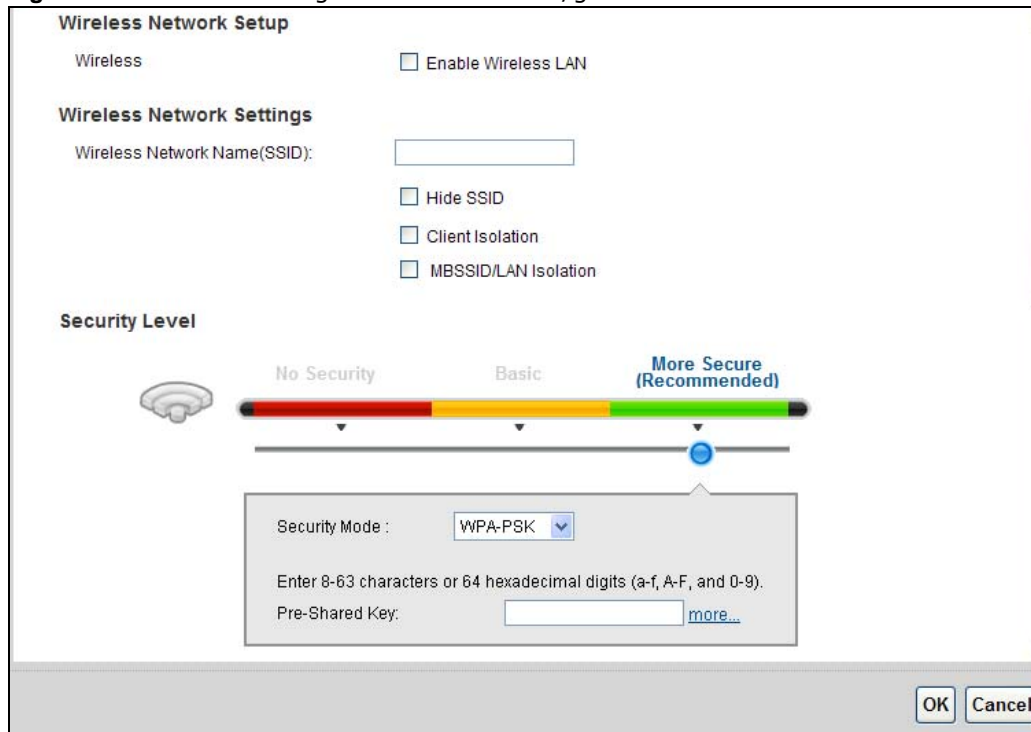 Wireless Network Setup
Wireless
Enable Wireless LAN
Wireless Network Settings
Wireless Network Name(SSID):
Hide SSID
Client Isolation
MBSSID/LAN Isolation
Security Level
No Security
Basic
More Secure
(Recommended)
Security Mode :
WPA-PSK
Enter 8-63 characters or 64 hexadecimal digits (a-f, A-F, and 0-9).
Pre-Shared Key:
more...
OK
Cancel